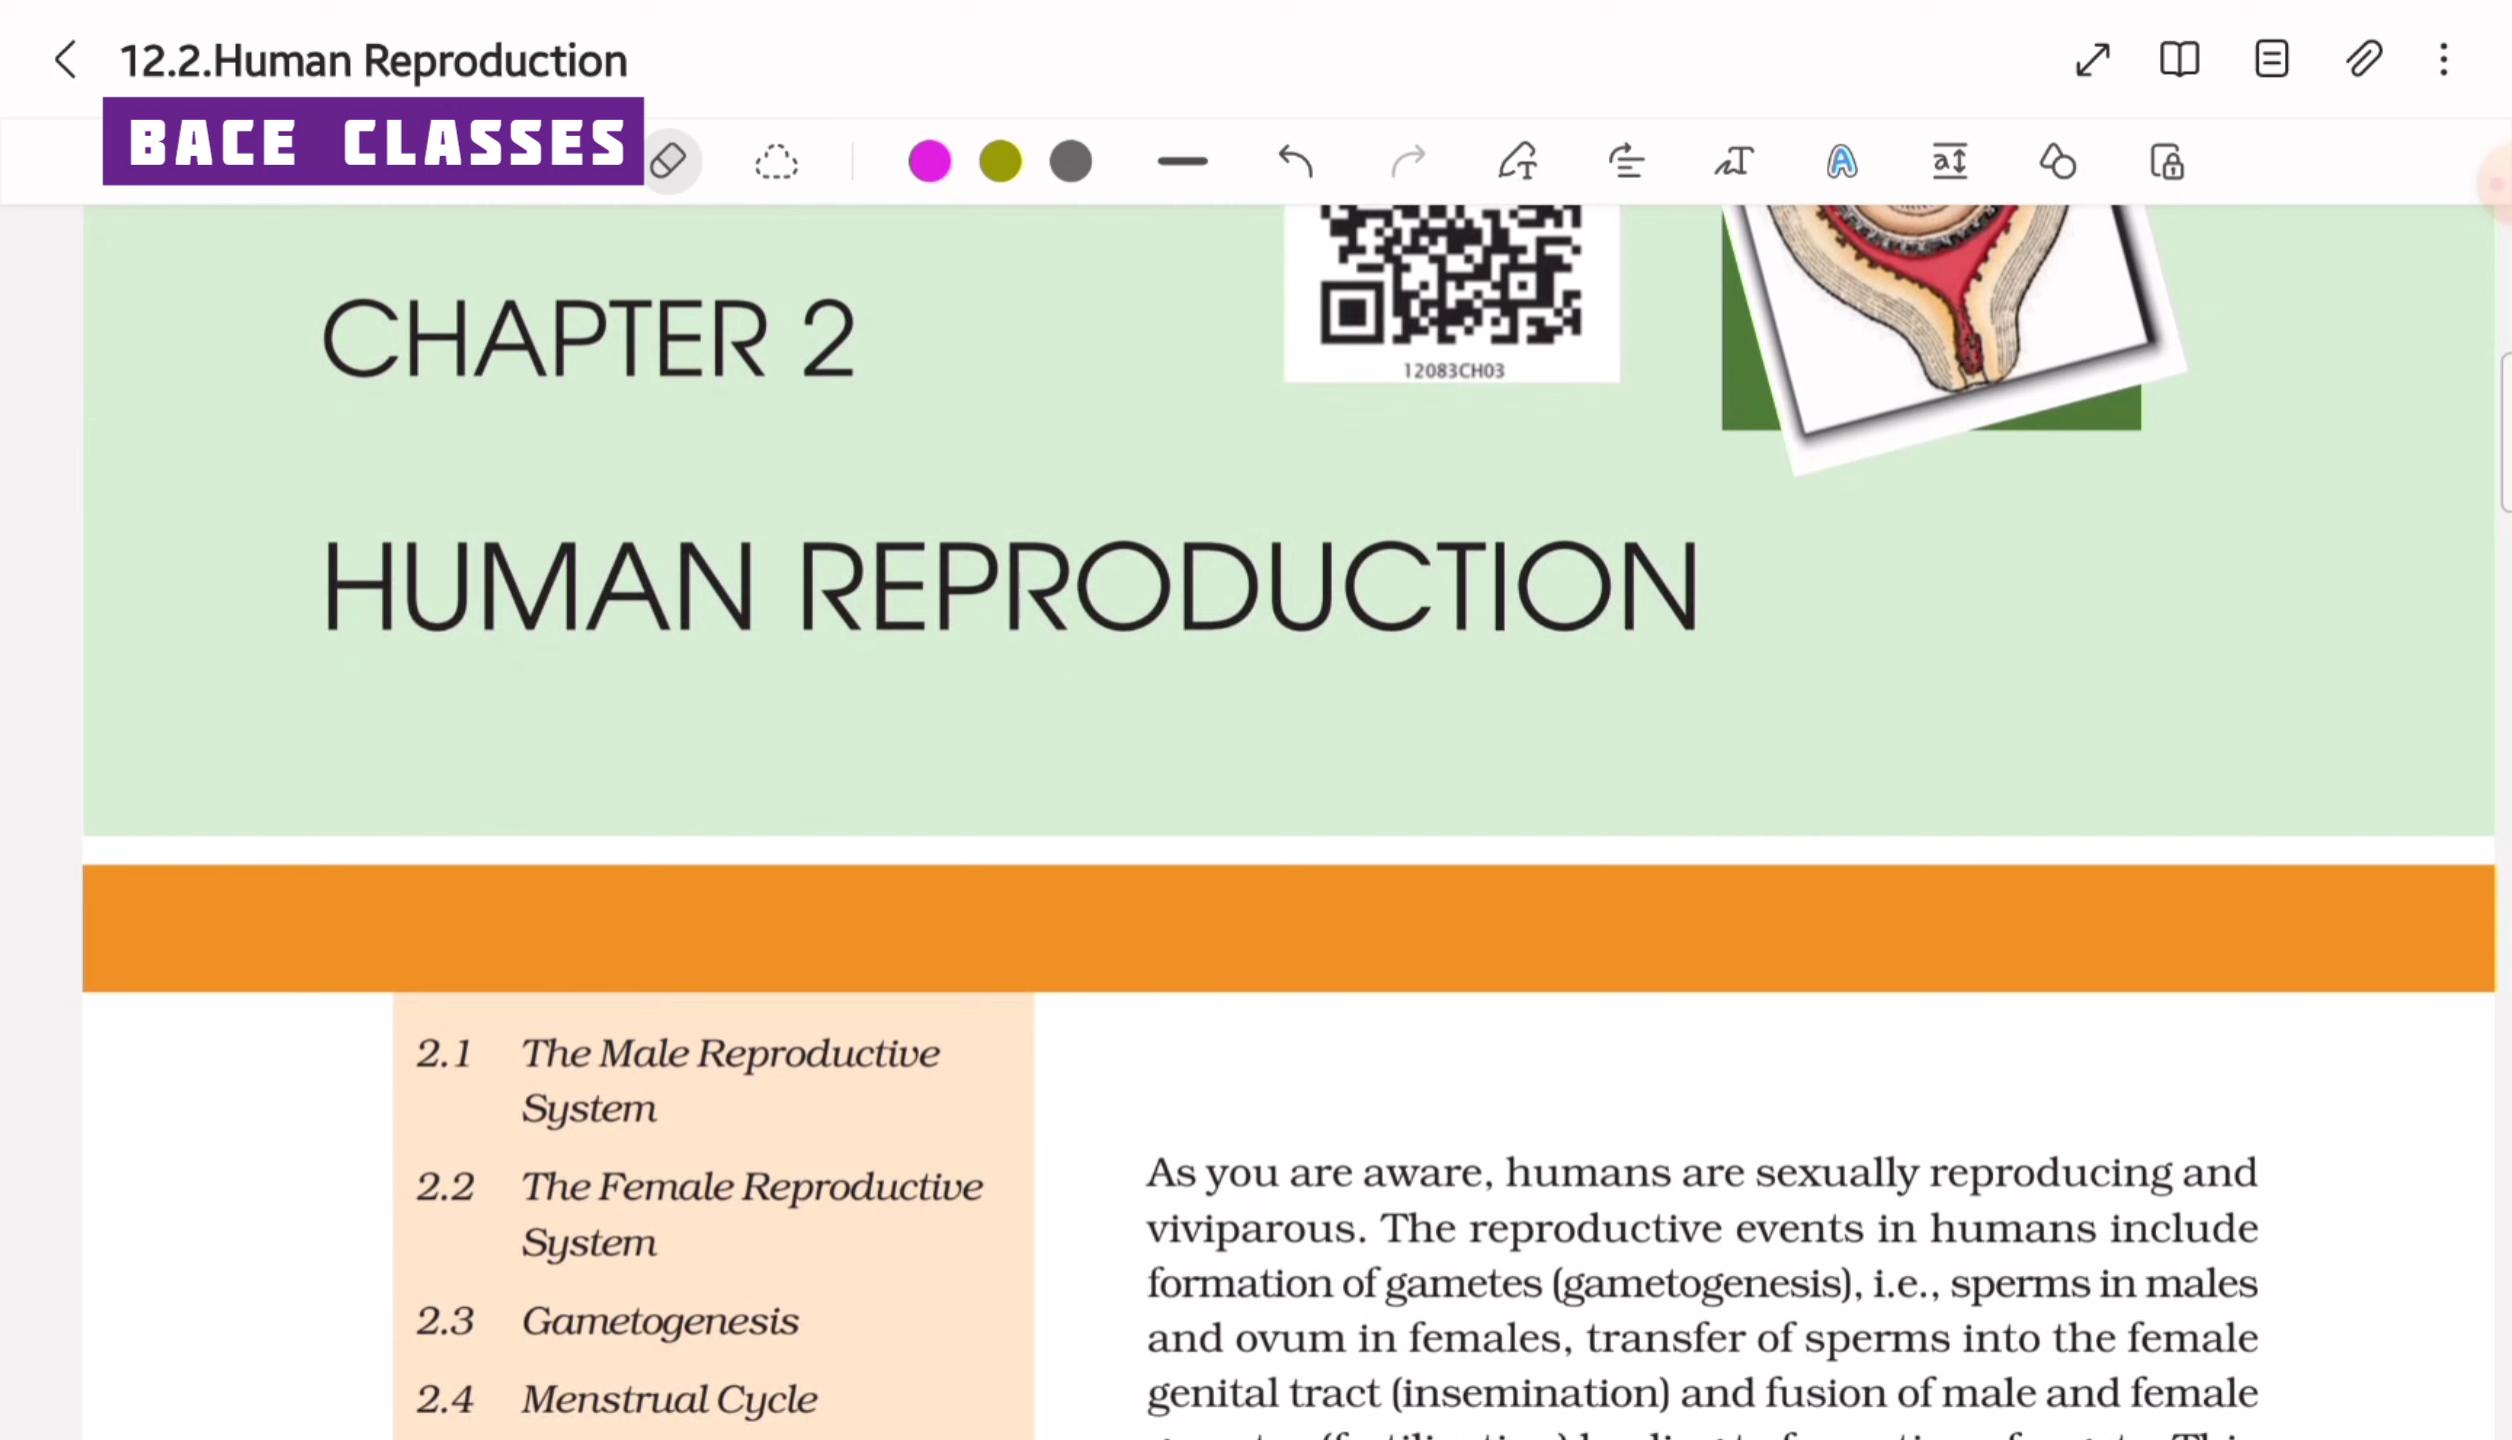 12.2.Human Reproduction
BACE CLASSES
12083CH03
CHAPTER 2
HUMAN REPRODUCTION
2.1 The Male Reproductive
System
2.2 The Female Reproductive
System
2.3 Gametogenesis
2.4 Menstrual Cycle
As you are aware, humans are sexually reproducing and
viviparous. The reproductive events in humans include
formation of gametes (gametogenesis), i.e., sperms in males
and ovum in females, transfer of sperms into the female
genital tract (insemination) and fusion of male and female